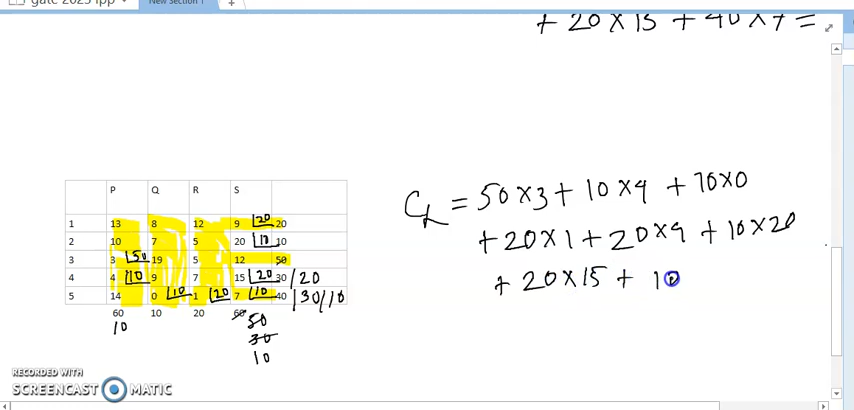 gate 2023 lpp
New Section 1
+ 20 × 15 + 40 × 7 =
P Q R S
1 13 8 12 9 20 20
2 10 7 5 20 10 10
3 3 50 19 5 12 50
4 4 10 9 7 15 20 30 / 20
5 14 0 10 1 20 7 10 40 / 30 / 10
60 10 20 60
10 50
30
10
CL = 50 × 3 + 10 × 4 + 10 × 0
+ 20 × 1 + 20 × 9 + 10 × 20
+ 20 × 15 + 10
RECORDED WITH
SCREENCAST MATIC